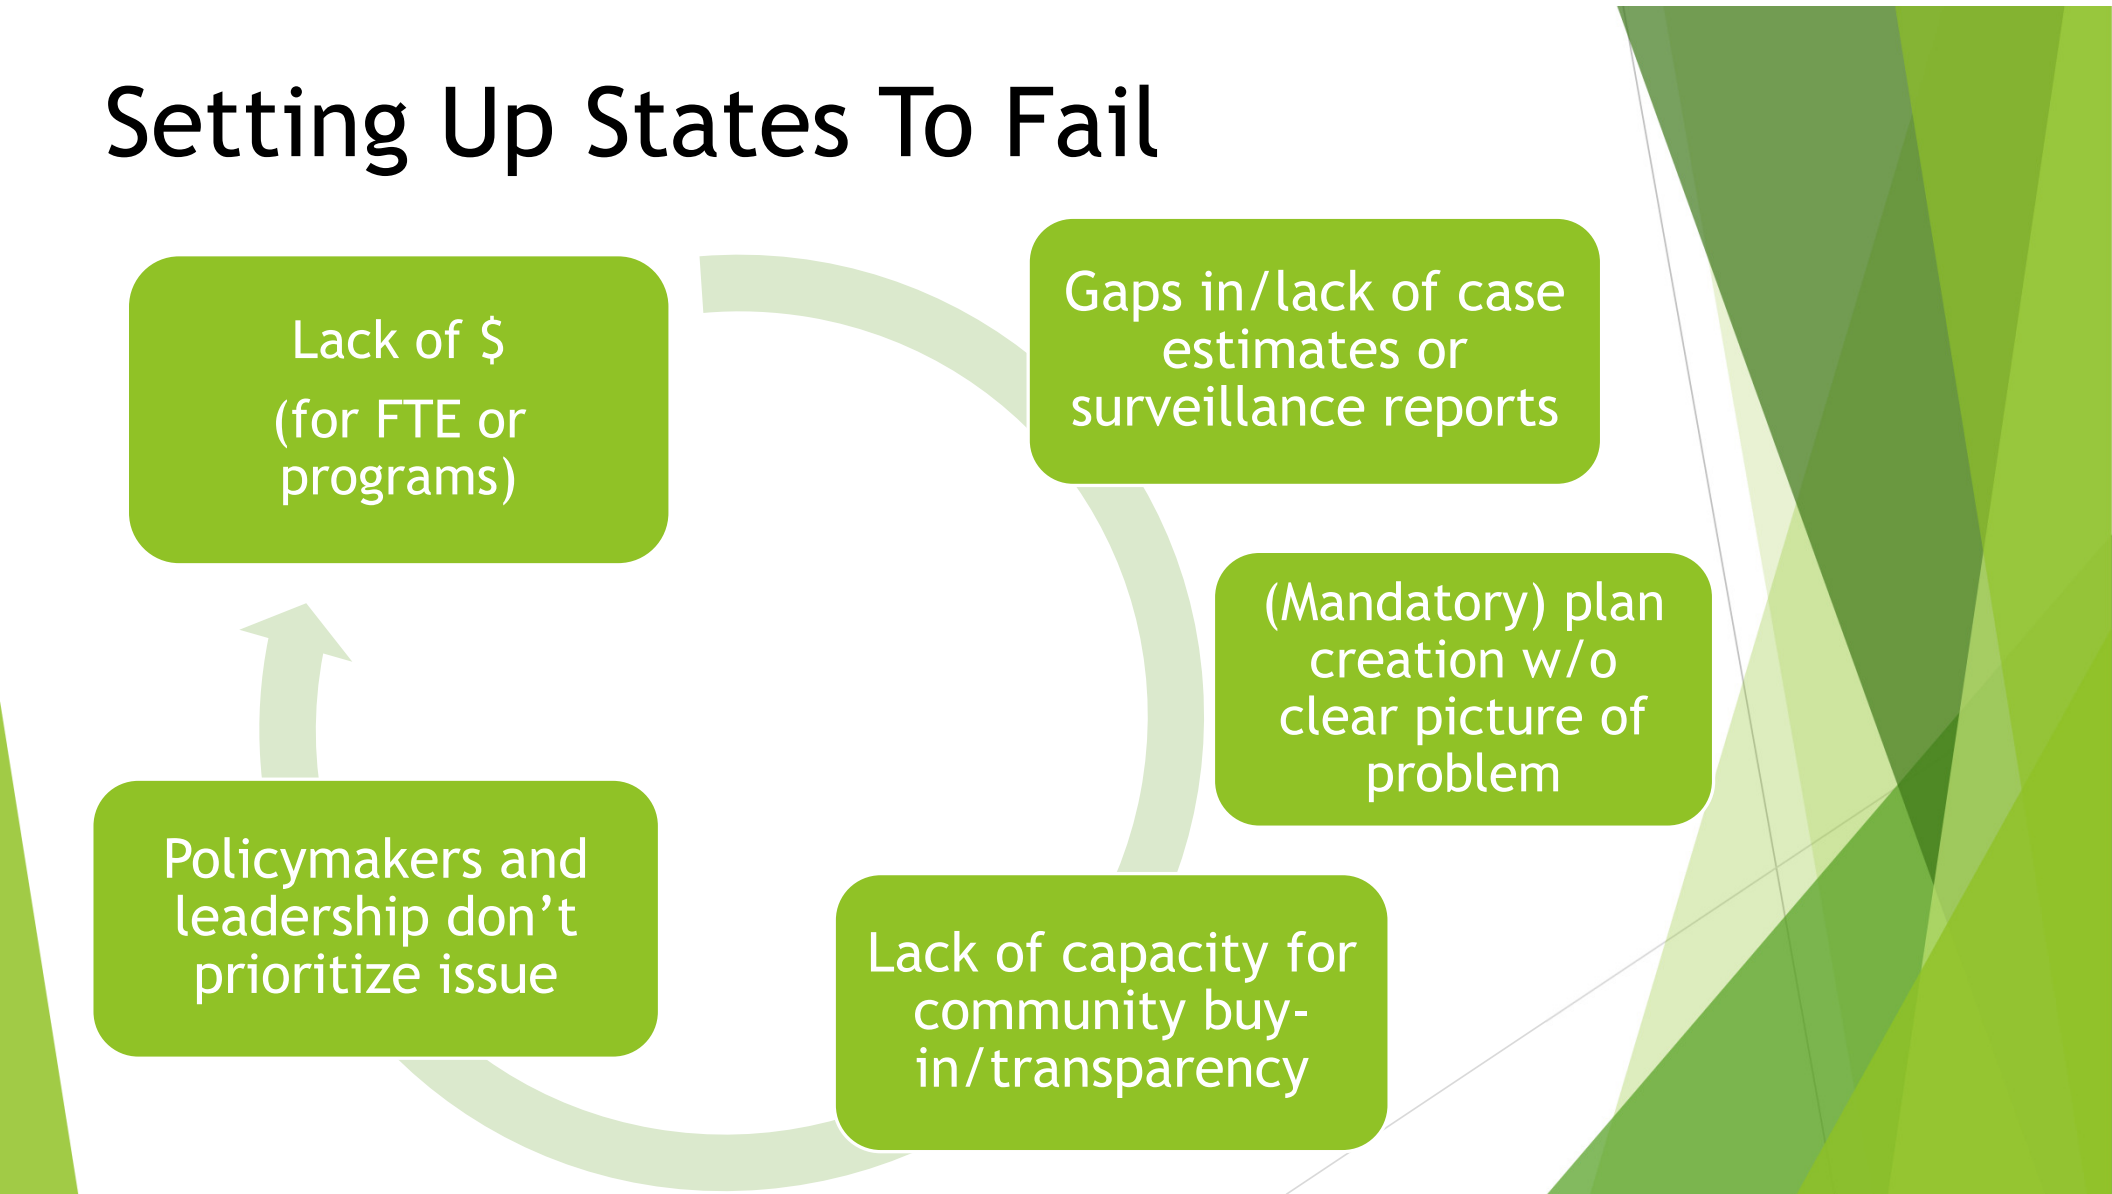 Setting Up States To Fail
Lack of $
(for FTE or
programs)
Gaps in/lack of case
estimates or
surveillance reports
(Mandatory) plan
creation w/o
clear picture of
problem
Lack of capacity for
community buy-
in/transparency
Policymakers and
leadership don’t
prioritize issue